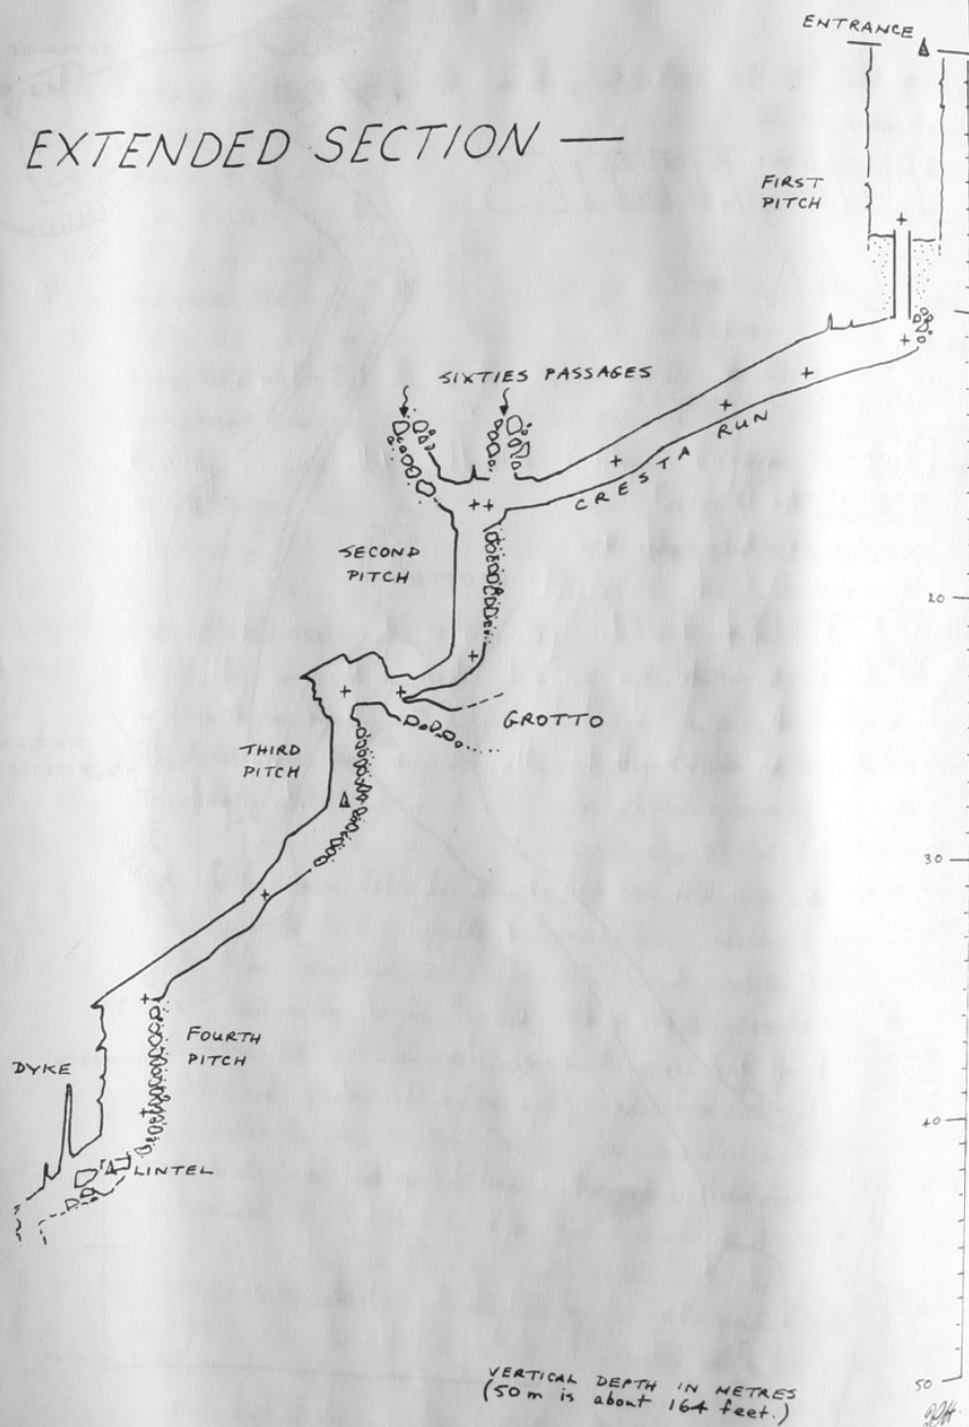 ENTRANCE
EXTENDED SECTION —
FIRST
PITCH
SIXTIES PASSAGES
CRESTA RUN
SECOND
PITCH
20
GROTTO
THIRD
PITCH
30
FOURTH
PITCH
DYKE
40
LINTEL
VERTICAL DEPTH IN METRES
(50 m is about 164 feet.)
50